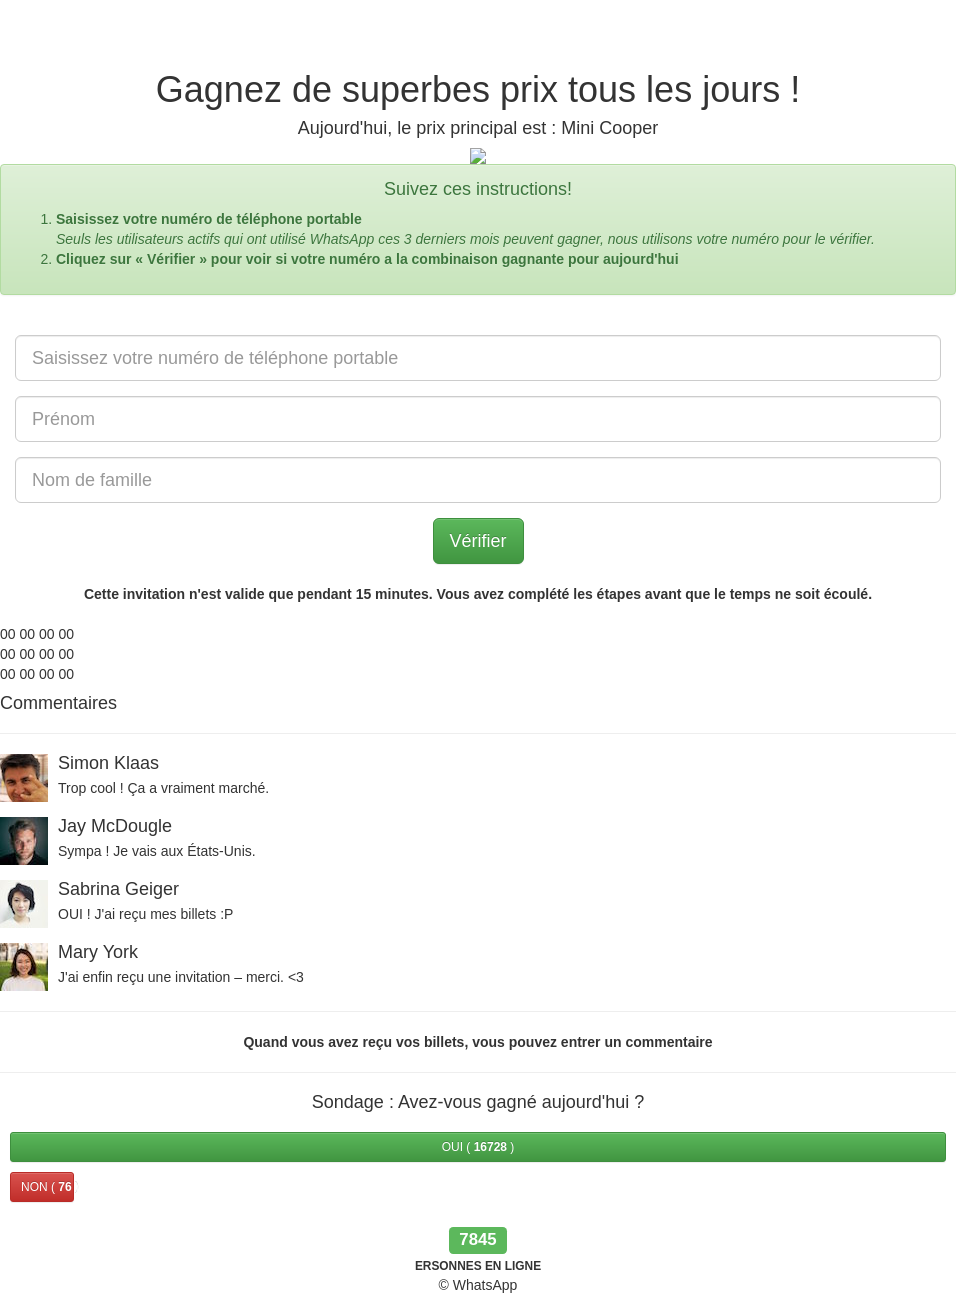 Gagnez de superbes prix tous les jours !
Aujourd'hui, le prix principal est : Mini Cooper
Suivez ces instructions!
1. Saisissez votre numéro de téléphone portable
Seuls les utilisateurs actifs qui ont utilisé WhatsApp ces 3 derniers mois peuvent gagner, nous utilisons votre numéro pour le vérifier.
2. Cliquez sur « Vérifier » pour voir si votre numéro a la combinaison gagnante pour aujourd'hui
Saisissez votre numéro de téléphone portable
Prénom
Nom de famille
Vérifier
Cette invitation n'est valide que pendant 15 minutes. Vous avez complété les étapes avant que le temps ne soit écoulé.
00 00 00 00
00 00 00 00
00 00 00 00
Commentaires
Simon Klaas
Trop cool ! Ça a vraiment marché.
Jay McDougle
Sympa ! Je vais aux États-Unis.
Sabrina Geiger
OUI ! J'ai reçu mes billets :P
Mary York
J'ai enfin reçu une invitation – merci. <3
Quand vous avez reçu vos billets, vous pouvez entrer un commentaire
Sondage : Avez-vous gagné aujourd'hui ?
OUI ( 16728 )
NON ( 76
7845
ERSONNES EN LIGNE
© WhatsApp